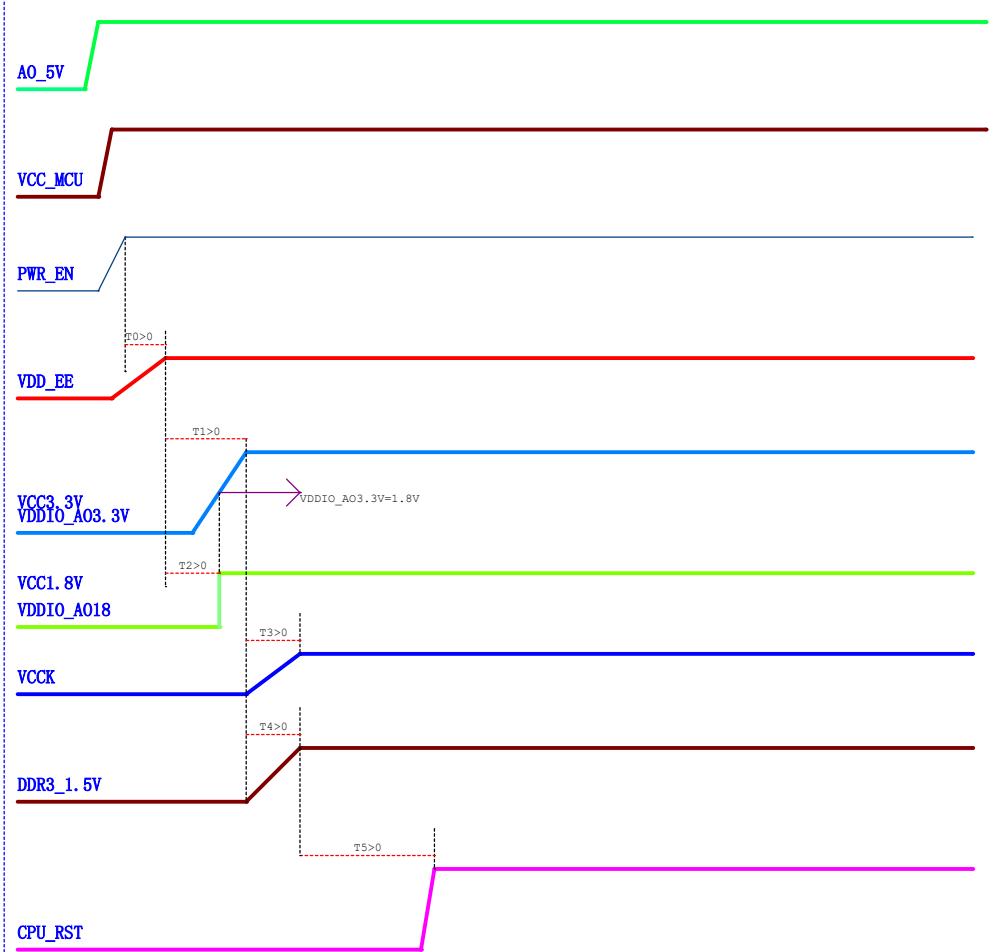 AO_5V
VCC_MCU
PWR_EN
T0>0
VDD_EE
T1>0
VDDIO_AO3.3V=1.8V
VCC3.3V
VDDIO_AO3.3V
T2>0
VCC1.8V
VDDIO_AO18
T3>0
VCCK
T4>0
DDR3_1.5V
T5>0
CPU_RST